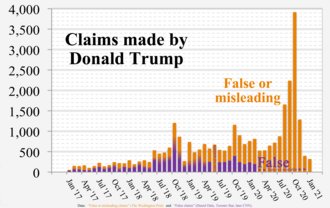 4,000
3,500
3,000
2,500
2,000
1,500
1,000
500
0
Claims made by
Donald Trump
False or
misleading
False
Jan '17
Apr '17
Jul '17
Oct '17
Jan '18
Apr '18
Jul '18
Oct '18
Jan '19
Apr '19
Jul '19
Oct '19
Jan '20
Apr '20
Jul '20
Oct '20
Jan '21